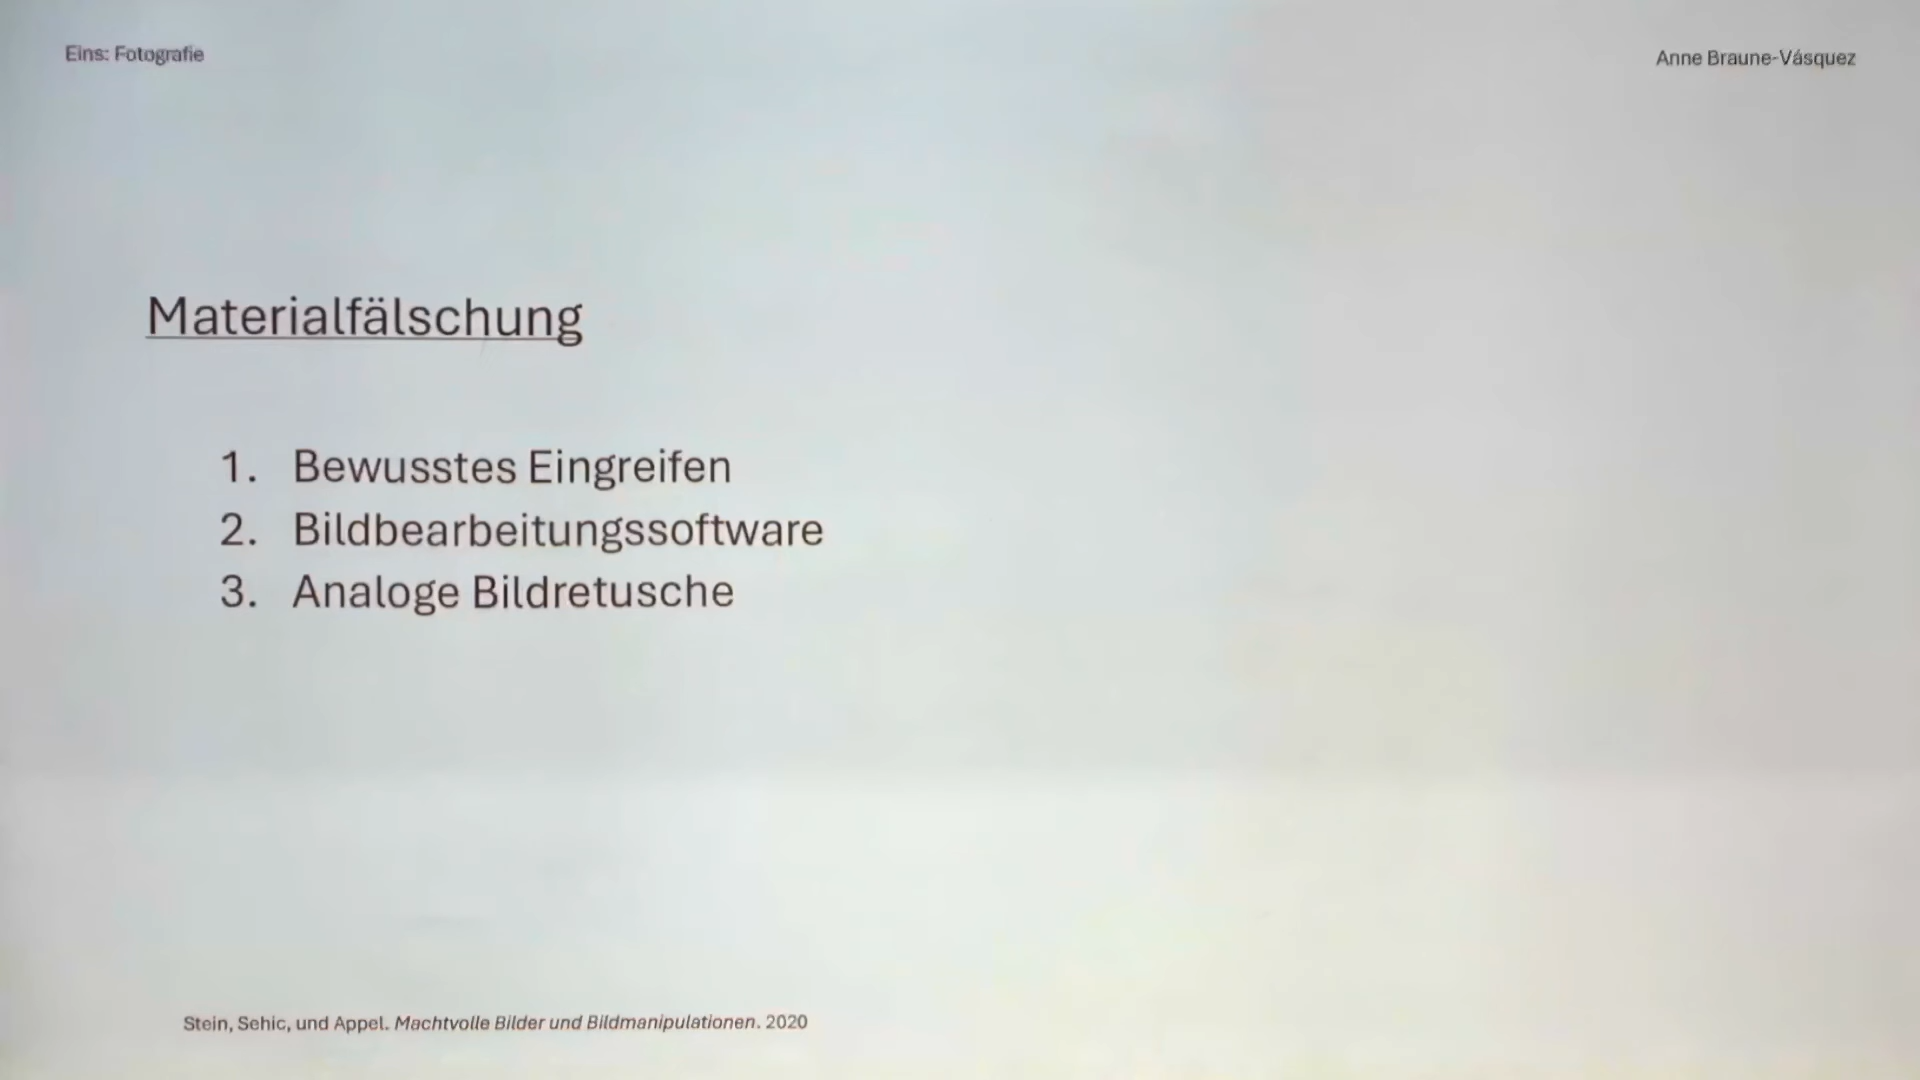 Eins: Fotografie
Anne Braune-Vásquez
Materialfälschung
1. Bewusstes Eingreifen
2. Bildbearbeitungssoftware
3. Analoge Bildretusche
Stein, Sehic, und Appel. Machtvolle Bilder und Bildmanipulationen. 2020